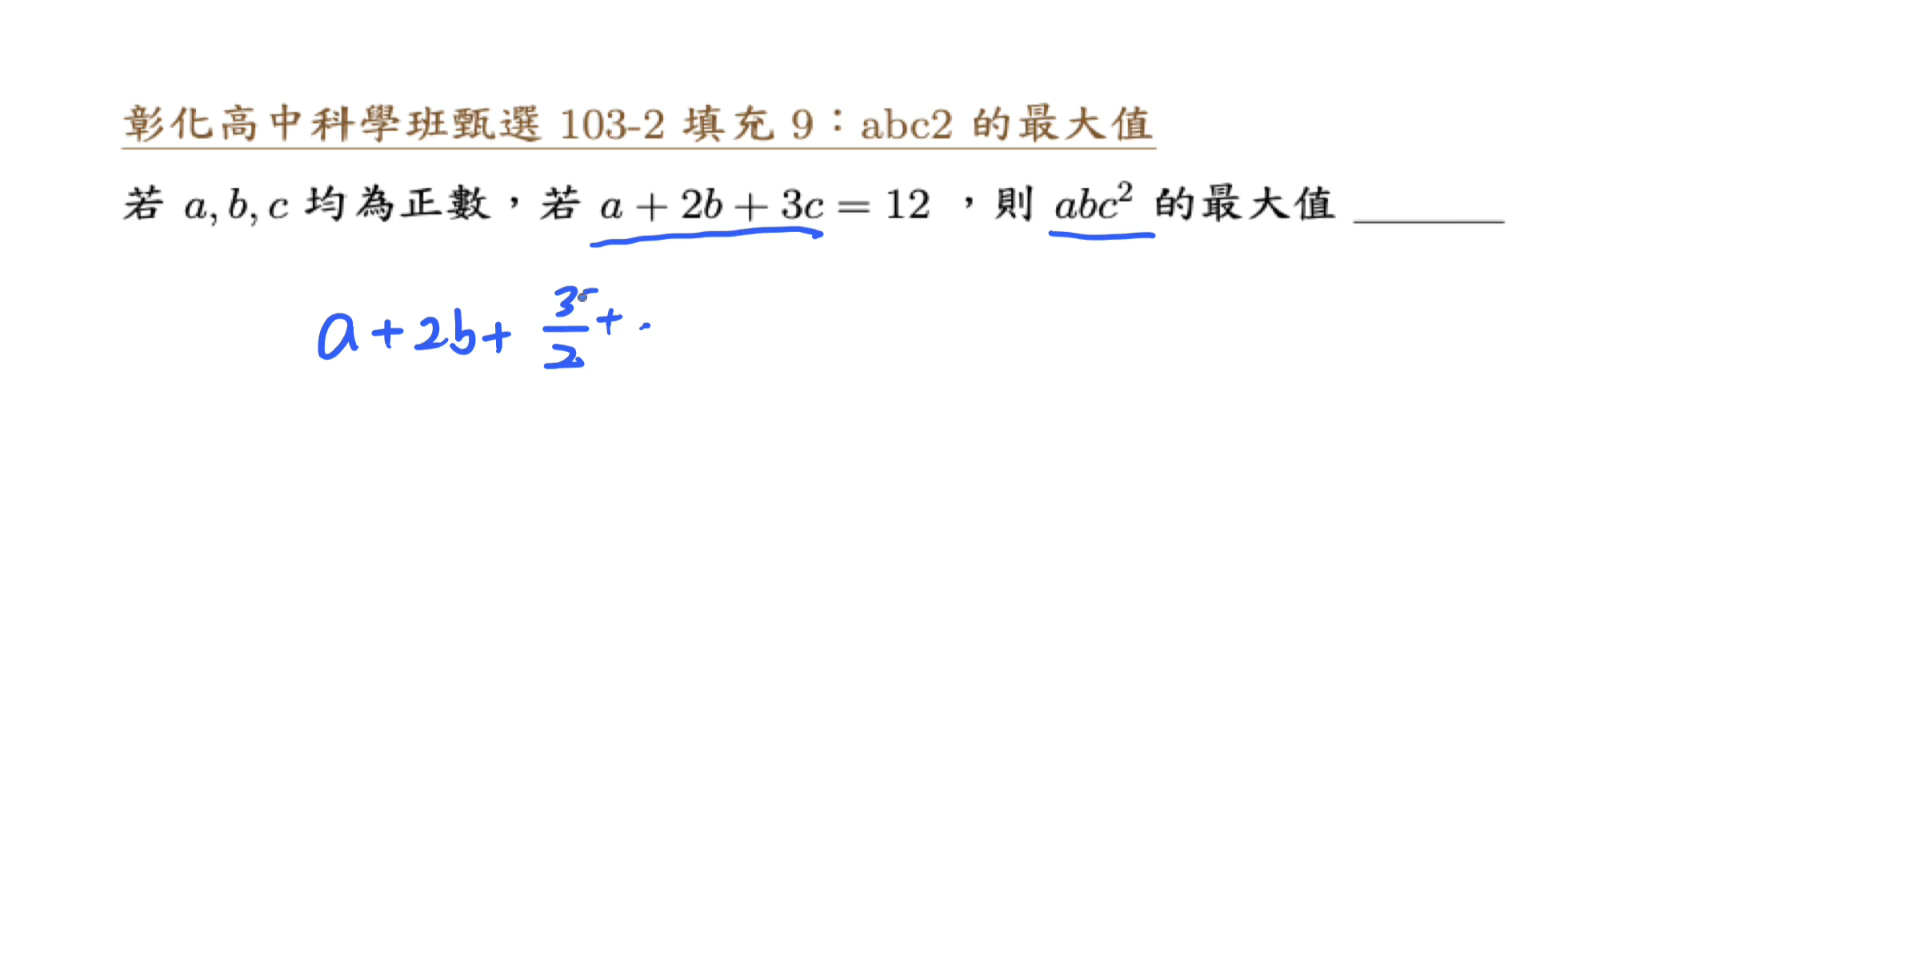 彰化高中科學班甄選 103-2 填充 9：abc2 的最大值
若 a, b, c 均為正數，若 a + 2b + 3c = 12 ，則 abc² 的最大值 ______
a + 2b + 3/2 + .